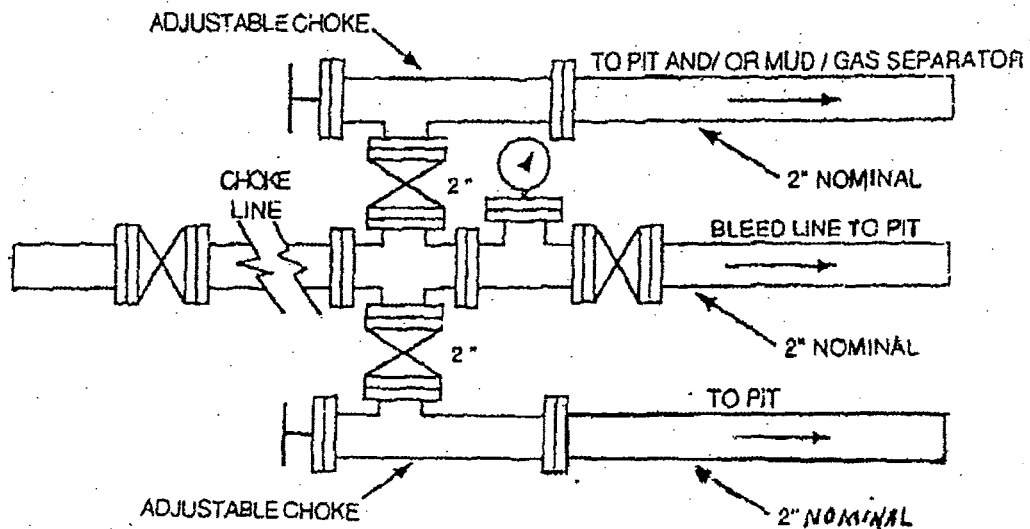 ADJUSTABLE CHOKE
TO PIT AND/ OR MUD / GAS SEPARATOR
2"
2" NOMINAL
CHOKE
LINE
BLEED LINE TO PIT
2" NOMINAL
2"
TO PIT
ADJUSTABLE CHOKE
2" NOMINAL